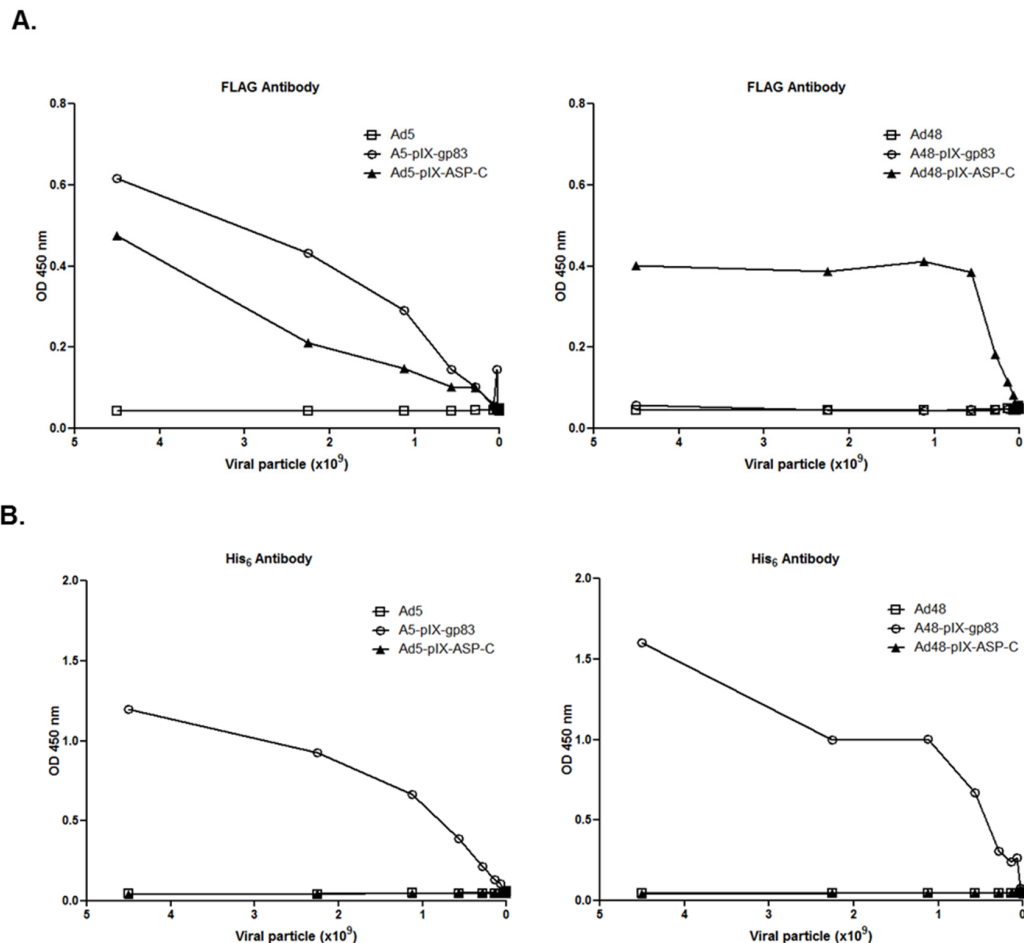 A.
FLAG Antibody
0.8
0.6
0.4
0.2
0.0
OD 450 nm
Ad5
A5-pIX-gp83
Ad5-pIX-ASP-C
5 4 3 2 1 0
Viral particle (x10⁹)
FLAG Antibody
0.8
0.6
0.4
0.2
0.0
OD 450 nm
Ad48
A48-pIX-gp83
Ad48-pIX-ASP-C
5 4 3 2 1 0
Viral particle (x10⁹)
B.
His₆ Antibody
2.0
1.5
1.0
0.5
0.0
OD 450 nm
Ad5
A5-pIX-gp83
Ad5-pIX-ASP-C
5 4 3 2 1 0
Viral particle (x10⁹)
His₆ Antibody
2.0
1.5
1.0
0.5
0.0
OD 450 nm
Ad48
A48-pIX-gp83
Ad48-pIX-ASP-C
5 4 3 2 1 0
Viral particle (x10⁹)